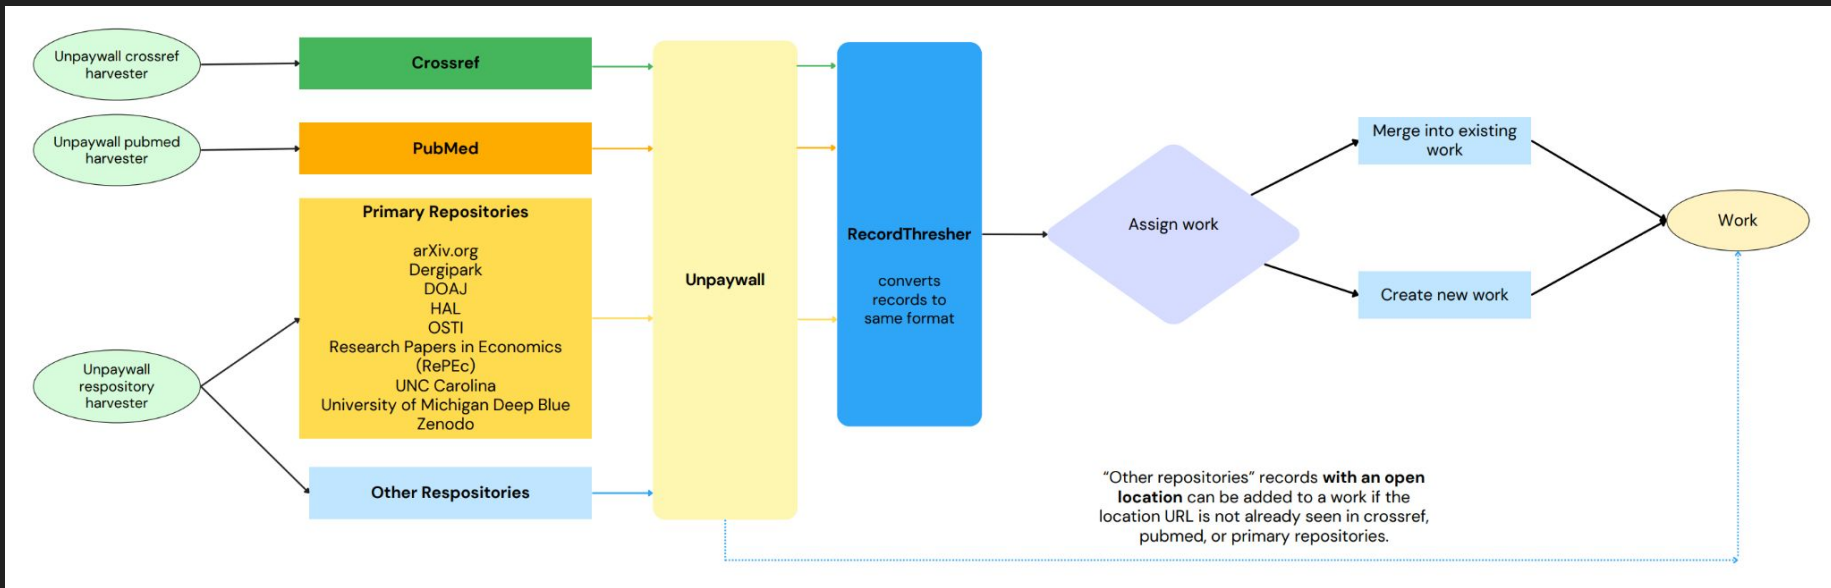 Unpaywall crossref
harvester
Crossref
Unpaywall pubmed
harvester
PubMed
Primary Repositories
arXiv.org
Dergipark
DOAJ
HAL
OSTI
Research Papers in Economics
(RePEc)
UNC Carolina
University of Michigan Deep Blue
Zenodo
Unpaywall
respository
harvester
Other Respositories
Unpaywall
RecordThresher
converts
records to
same format
Assign work
Merge into existing
work
Create new work
Work
“Other repositories” records with an open
location can be added to a work if the
location URL is not already seen in crossref,
pubmed, or primary repositories.